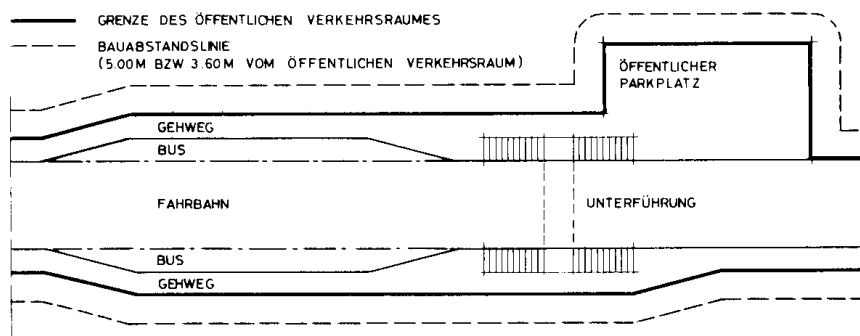 GRENZE DES ÖFFENTLICHEN VERKEHRSRAUMES
BAUABSTANDSLINIE
(5.00M BZW 3.60M VOM ÖFFENTLICHEN VERKEHRSRAUM)
ÖFFENTLICHER
PARKPLATZ
GEHWEG
BUS
FAHRBAHN
UNTERFÜHRUNG
BUS
GEHWEG